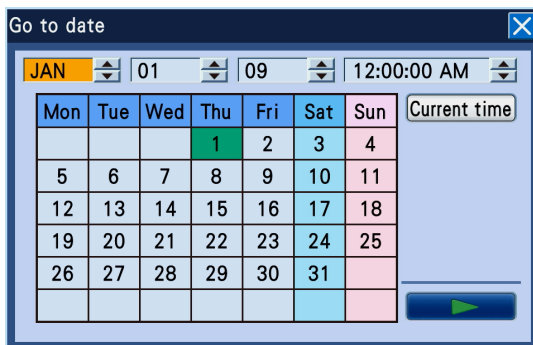 Go to date
JAN 01 09 12:00:00 AM
Mon Tue Wed Thu Fri Sat Sun Current time
1 2 3 4
5 6 7 8 9 10 11
12 13 14 15 16 17 18
19 20 21 22 23 24 25
26 27 28 29 30 31